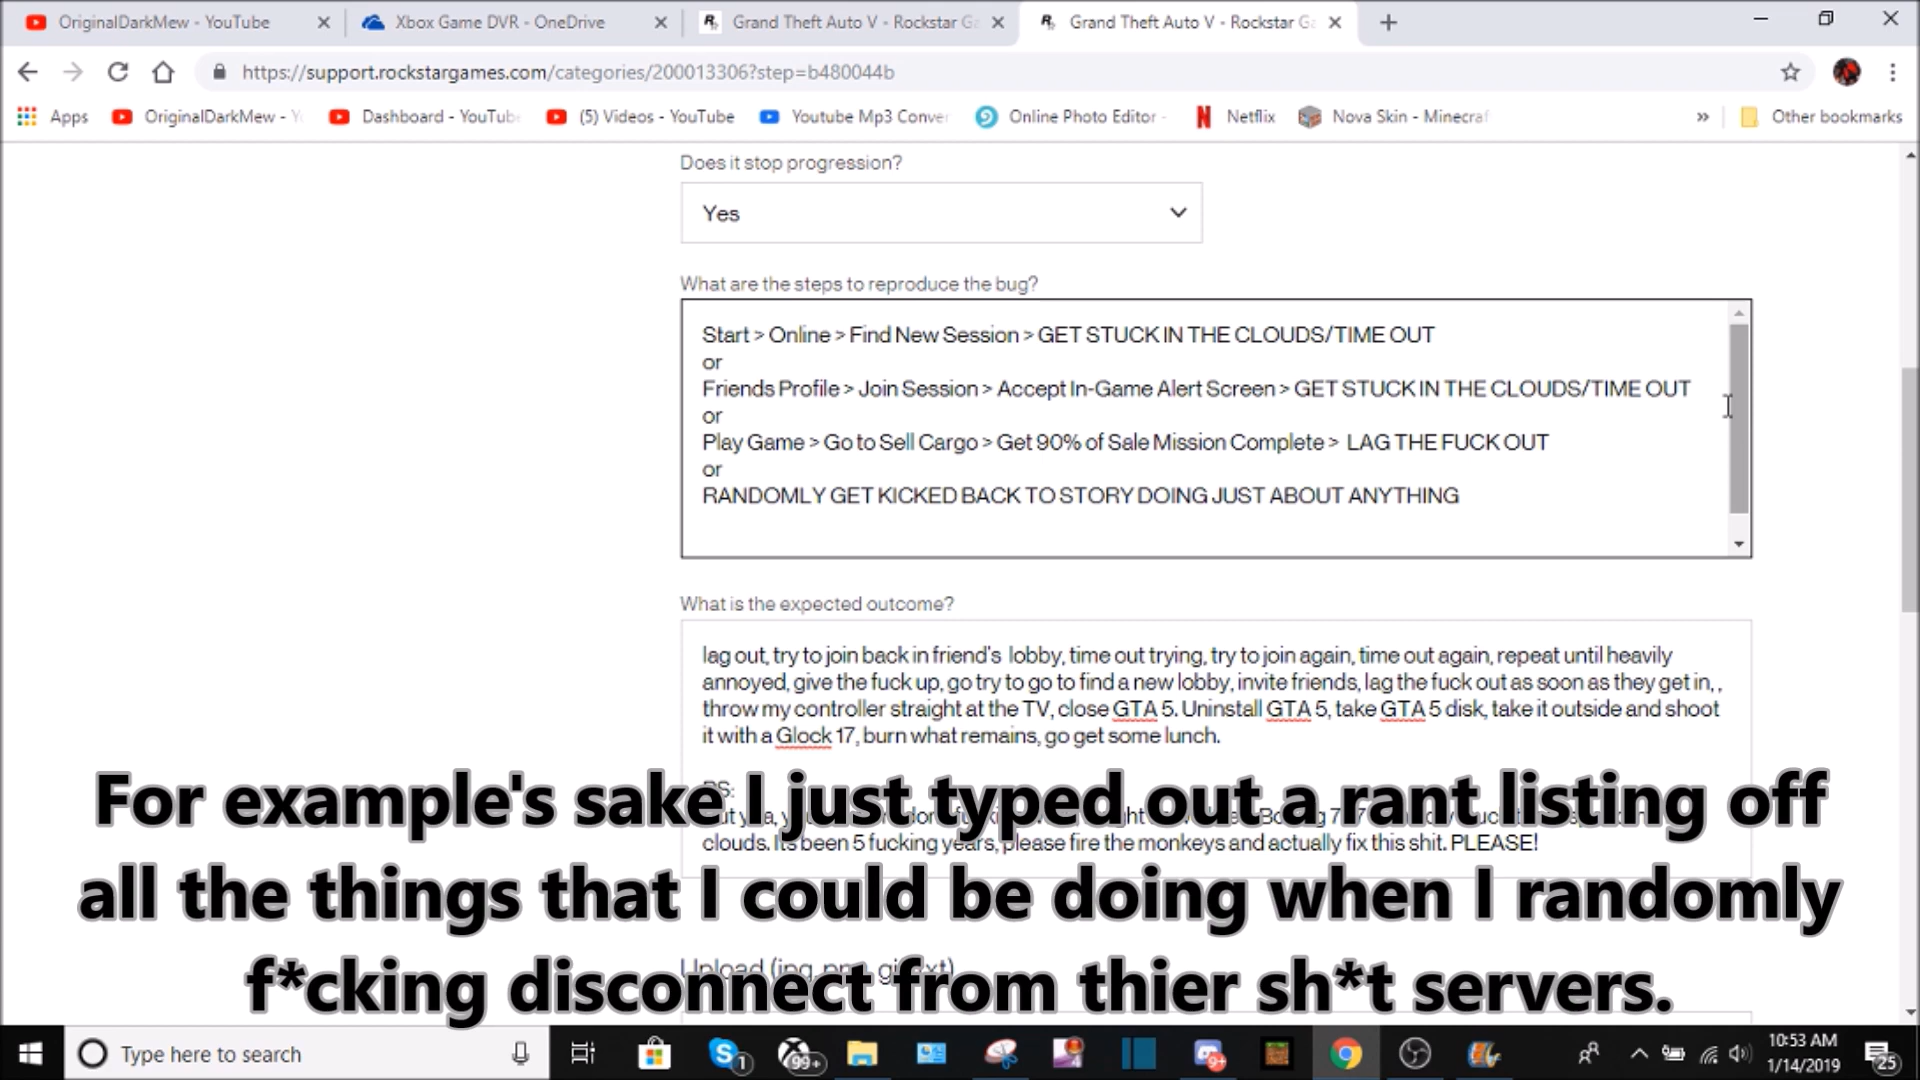 OriginalDarkMew - YouTube
Xbox Game DVR - OneDrive
Grand Theft Auto V - Rockstar Ga
Grand Theft Auto V - Rockstar Ga
https://support.rockstargames.com/categories/200013306?step=b480044b
Apps
OriginalDarkMew - Y
Dashboard - YouTube
(5) Videos - YouTube
Youtube Mp3 Conver
Online Photo Editor -
Netflix
Nova Skin - Minecraf
»
Other bookmarks
Does it stop progression?
Yes
What are the steps to reproduce the bug?
Start > Online > Find New Session > GET STUCK IN THE CLOUDS/TIME OUT
or
Friends Profile > Join Session > Accept In-Game Alert Screen > GET STUCK IN THE CLOUDS/TIME OUT
or
Play Game > Go to Sell Cargo > Get 90% of Sale Mission Complete > LAG THE FUCK OUT
or
RANDOMLY GET KICKED BACK TO STORY DOING JUST ABOUT ANYTHING
What is the expected outcome?
lag out, try to join back in friend's lobby, time out trying, try to join again, time out again, repeat until heavily
annoyed, give the fuck up, go try to go to find a new lobby, invite friends, lag the fuck out as soon as they get in, ,
throw my controller straight at the TV, close GTA 5. Uninstall GTA 5, take GTA 5 disk, take it outside and shoot
it with a Glock 17, burn what remains, go get some lunch.
PS:
clouds. Its been 5 fucking years, please fire the monkeys and actually fix this shit. PLEASE!
For example's sake I just typed out a rant listing off
all the things that I could be doing when I randomly
f*cking disconnect from thier sh*t servers.
Upload
Type here to search
1
99+
9+
10:53 AM
1/14/2019
25